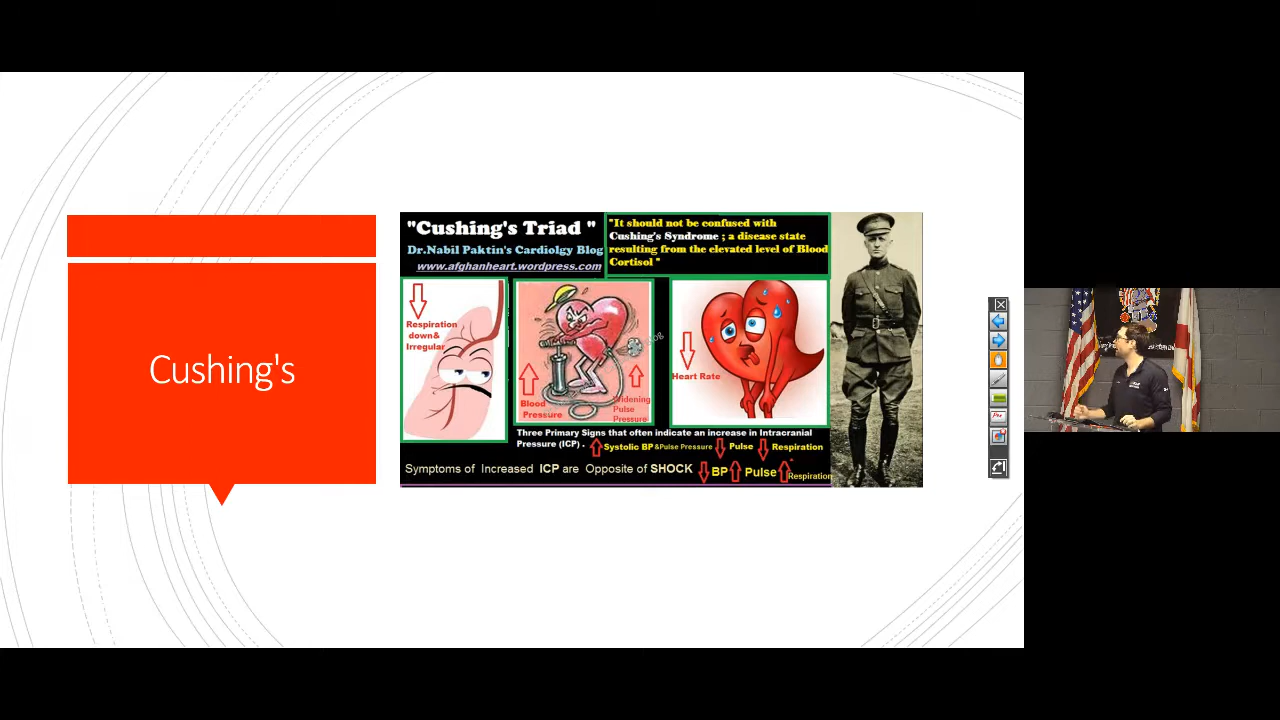 Cushing's
"Cushing's Triad "
Dr.Nabil Paktin's Cardiolgy Blog
www.afghanheart.wordpress.com
"It should not be confused with
Cushing's Syndrome ; a disease state
resulting from the elevated level of Blood
Cortisol "
Respiration
down&
Irregular
Blood
Pressure
Widening
Pulse
Pressure
Heart Rate
Three Primary Signs that often indicate an increase in Intracranial
Pressure (ICP) . Systolic BP &Pulse Pressure Pulse Respiration
Symptoms of Increased ICP are Opposite of SHOCK BP Pulse Respiration